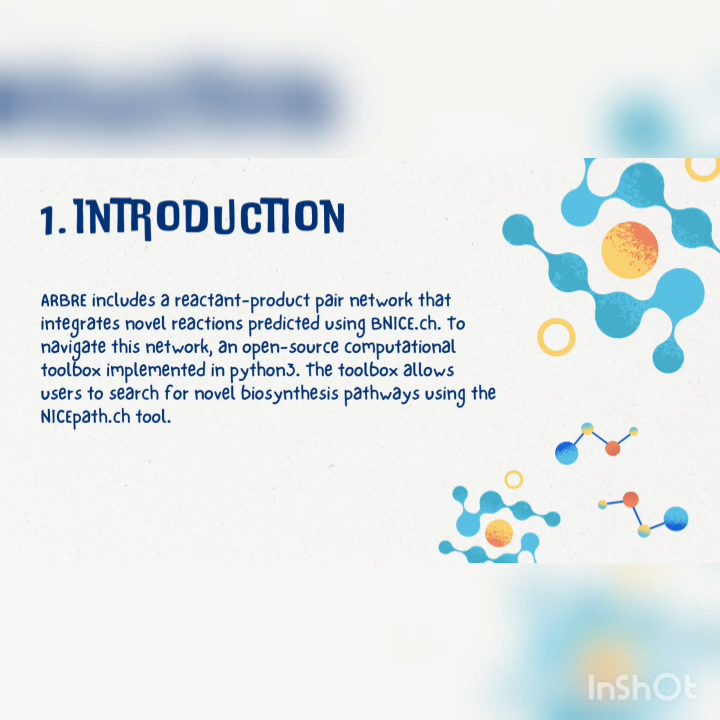 1. INTRODUCTION
ARBRE includes a reactant-product pair network that
integrates novel reactions predicted using BNICE.ch. To
navigate this network, an open-source computational
toolbox implemented in python3. The toolbox allows
users to search for novel biosynthesis pathways using the
NICEpath.ch tool.
InShOt